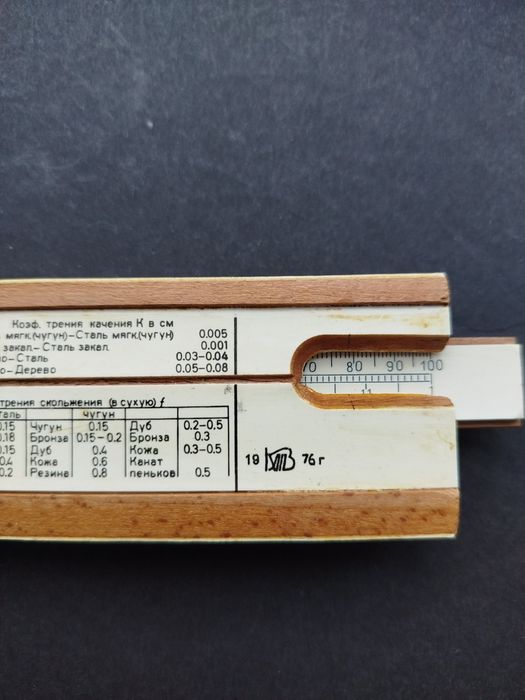 Коэф. трения качения К в см
мягк.(чугун)–Сталь мягк.(чугун) 0.005
закал.–Сталь закал. 0.001
–Сталь 0.03–0.04
–Дерево 0.05–0.08
трения скольжения (в сухую) f
чугун
0.15 Чугун 0.15 Дуб 0.2–0.5
0.18 Бронза 0.15–0.2 Бронза 0.3
0.15 Дуб 0.4 Кожа 0.3–0.5
0.4 Кожа 0.6 Канат
0.2 Резина 0.8 пеньков 0.5
70 80 90 100
11 1
19 76г